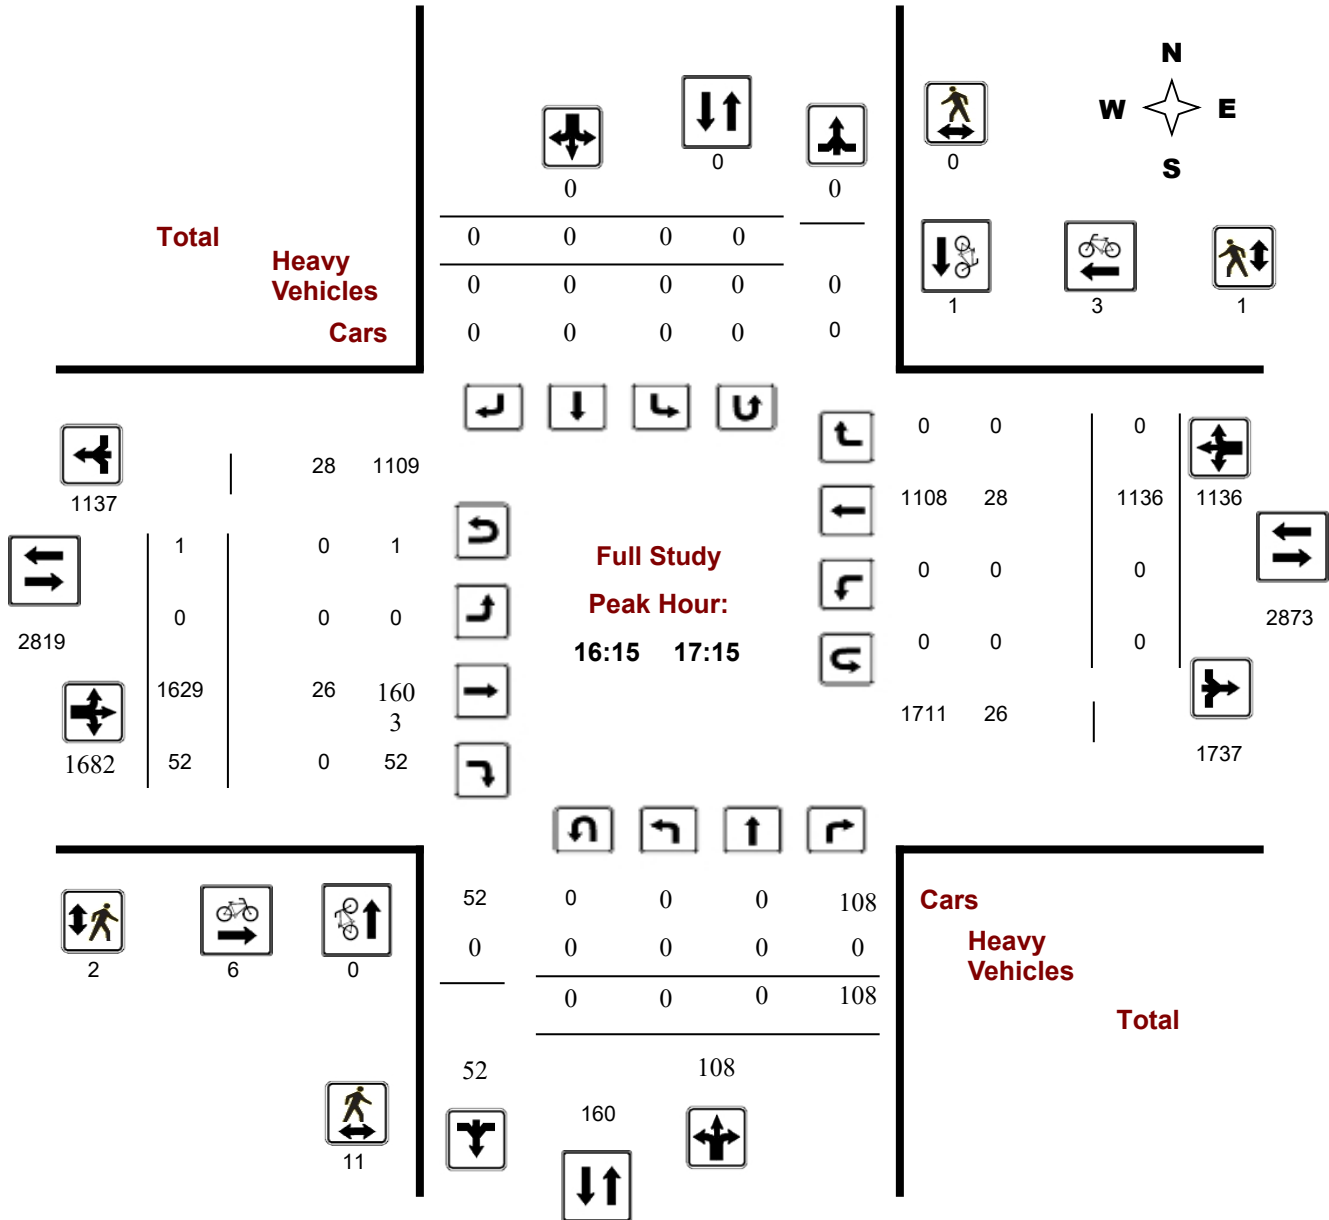 N
W E
S
0
0
0 0
Total
0 0 0 0
Heavy
Vehicles
0 0 0 0 0
Cars
0 0 0 0 0
1 3 1
0 0 0
28 1109
1137
1108 28 1136 1136
1 0 1
Full Study
0 0 0
Peak Hour:
0 0 0
2819
2873
16:15 17:15
0 0 0
1629 26 160
3
1711 26
1682 52 0 52
1737
52 0 0 0 108
Cars
0 0 0 0 0
Heavy
Vehicles
2 6 0
0 0 0 108
Total
52 108
160
11